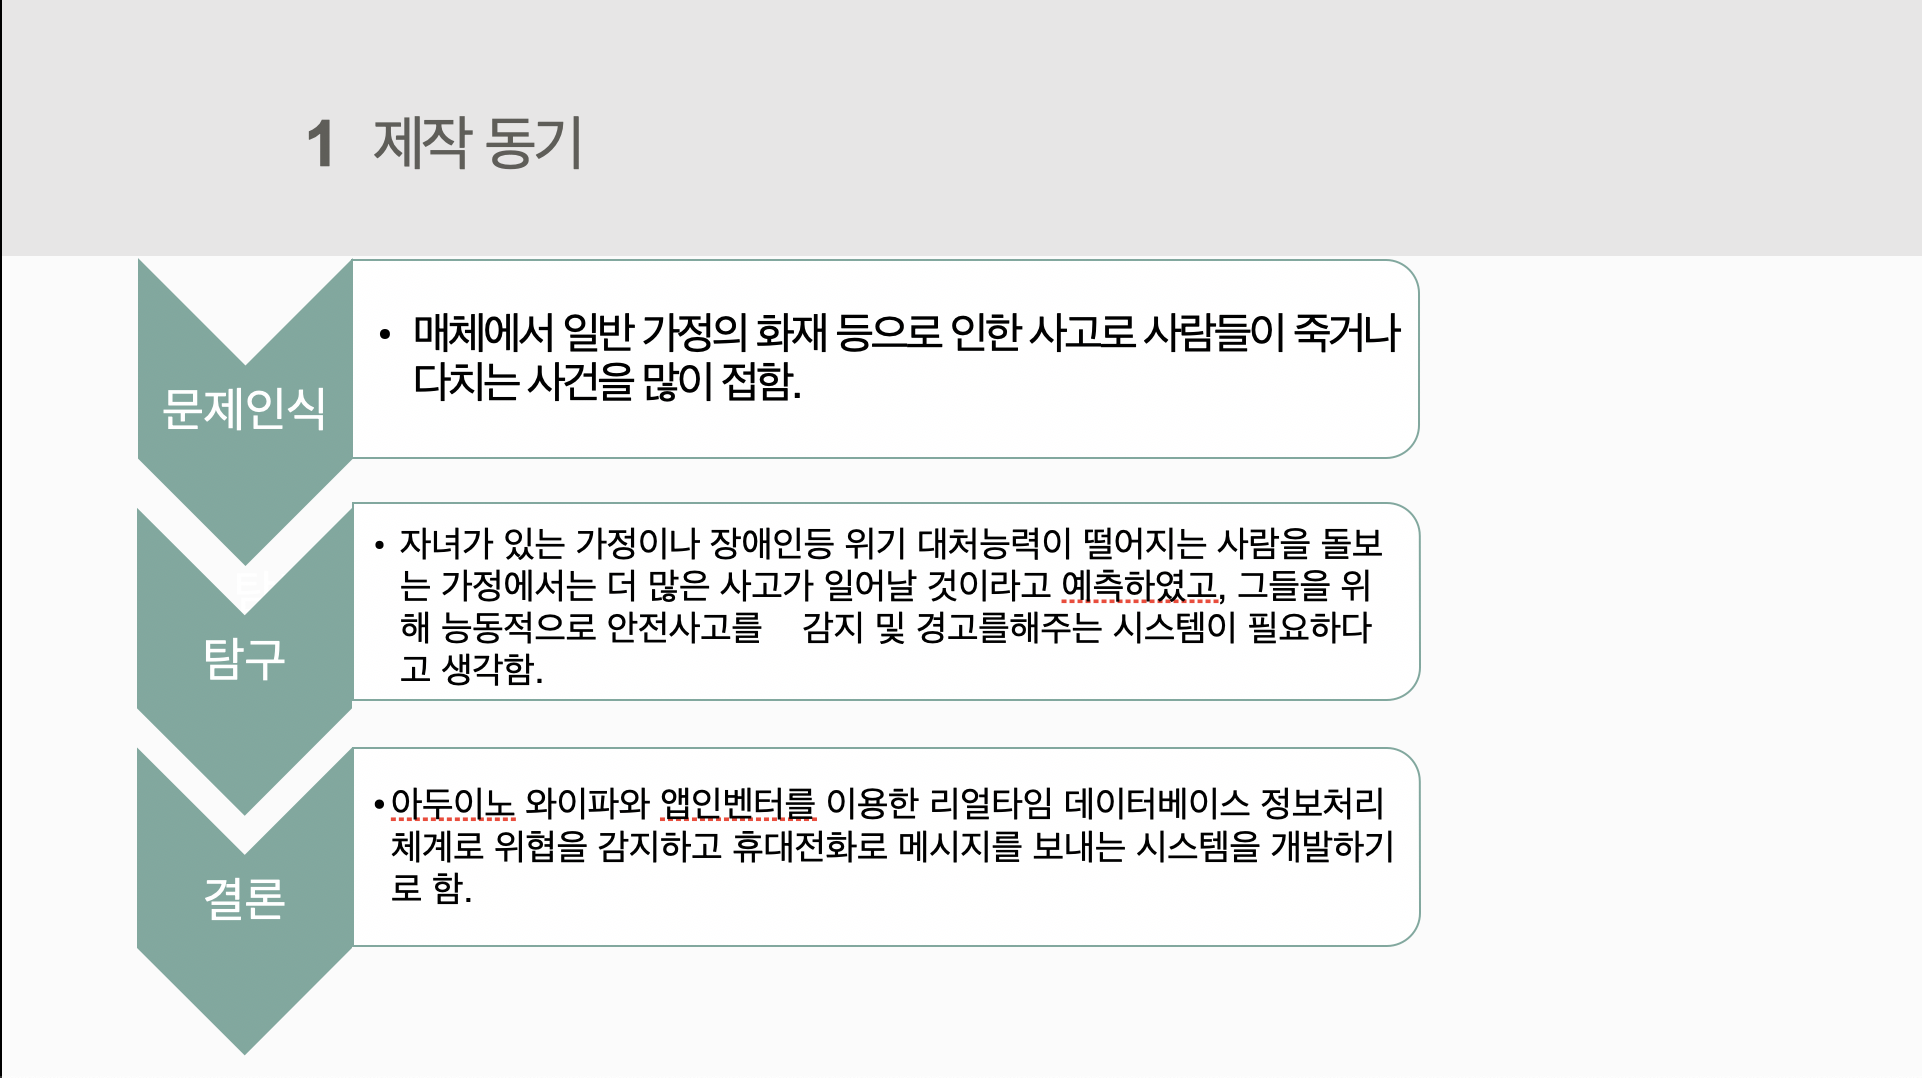 1 제작 동기
• 매체에서 일반 가정의 화재 등으로 인한 사고로 사람들이 죽거나
다치는 사건을 많이 접함.
문제인식
• 자녀가 있는 가정이나 장애인등 위기 대처능력이 떨어지는 사람을 돌보
는 가정에서는 더 많은 사고가 일어날 것이라고 예측하였고, 그들을 위
해 능동적으로 안전사고를 감지 및 경고를해주는 시스템이 필요하다
고 생각함.
탐구
• 아두이노 와이파와 앱인벤터를 이용한 리얼타임 데이터베이스 정보처리
체계로 위협을 감지하고 휴대전화로 메시지를 보내는 시스템을 개발하기
로 함.
결론